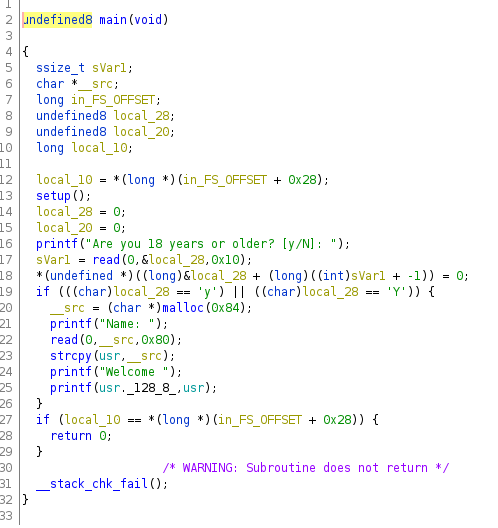 1
2 undefined8 main(void)
3
4 {
5 ssize_t sVar1;
6 char *__src;
7 long in_FS_OFFSET;
8 undefined8 local_28;
9 undefined8 local_20;
10 long local_10;
11
12 local_10 = *(long *)(in_FS_OFFSET + 0x28);
13 setup();
14 local_28 = 0;
15 local_20 = 0;
16 printf("Are you 18 years or older? [y/N]: ");
17 sVar1 = read(0,&local_28,0x10);
18 *(undefined *)((long)&local_28 + (long)((int)sVar1 + -1)) = 0;
19 if (((char)local_28 == 'y') || ((char)local_28 == 'Y')) {
20 __src = (char *)malloc(0x84);
21 printf("Name: ");
22 read(0,__src,0x80);
23 strcpy(usr,__src);
24 printf("Welcome ");
25 printf(usr._128_8_,usr);
26 }
27 if (local_10 == *(long *)(in_FS_OFFSET + 0x28)) {
28 return 0;
29 }
30 /* WARNING: Subroutine does not return */
31 __stack_chk_fail();
32 }
33